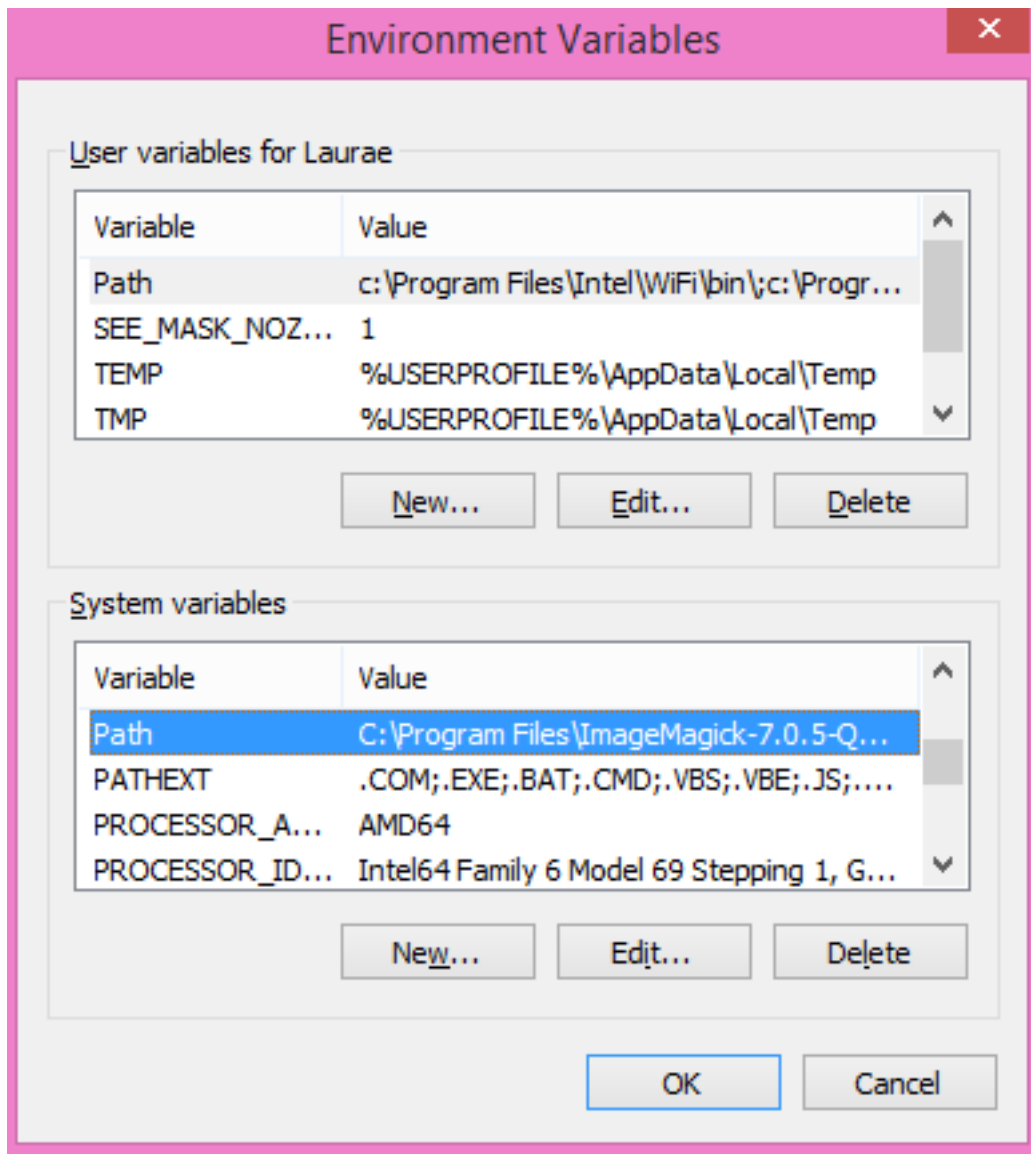 Environment Variables
User variables for Laurae
Variable Value
Path c:\Program Files\Intel\WiFi\bin\;c:\Progr...
SEE_MASK_NOZ... 1
TEMP %USERPROFILE%\AppData\Local\Temp
TMP %USERPROFILE%\AppData\Local\Temp
New... Edit... Delete
System variables
Variable Value
Path C:\Program Files\ImageMagick-7.0.5-Q...
PATHEXT .COM;.EXE;.BAT;.CMD;.VBS;.VBE;.JS;....
PROCESSOR_A... AMD64
PROCESSOR_ID... Intel64 Family 6 Model 69 Stepping 1, G...
New... Edit... Delete
OK Cancel